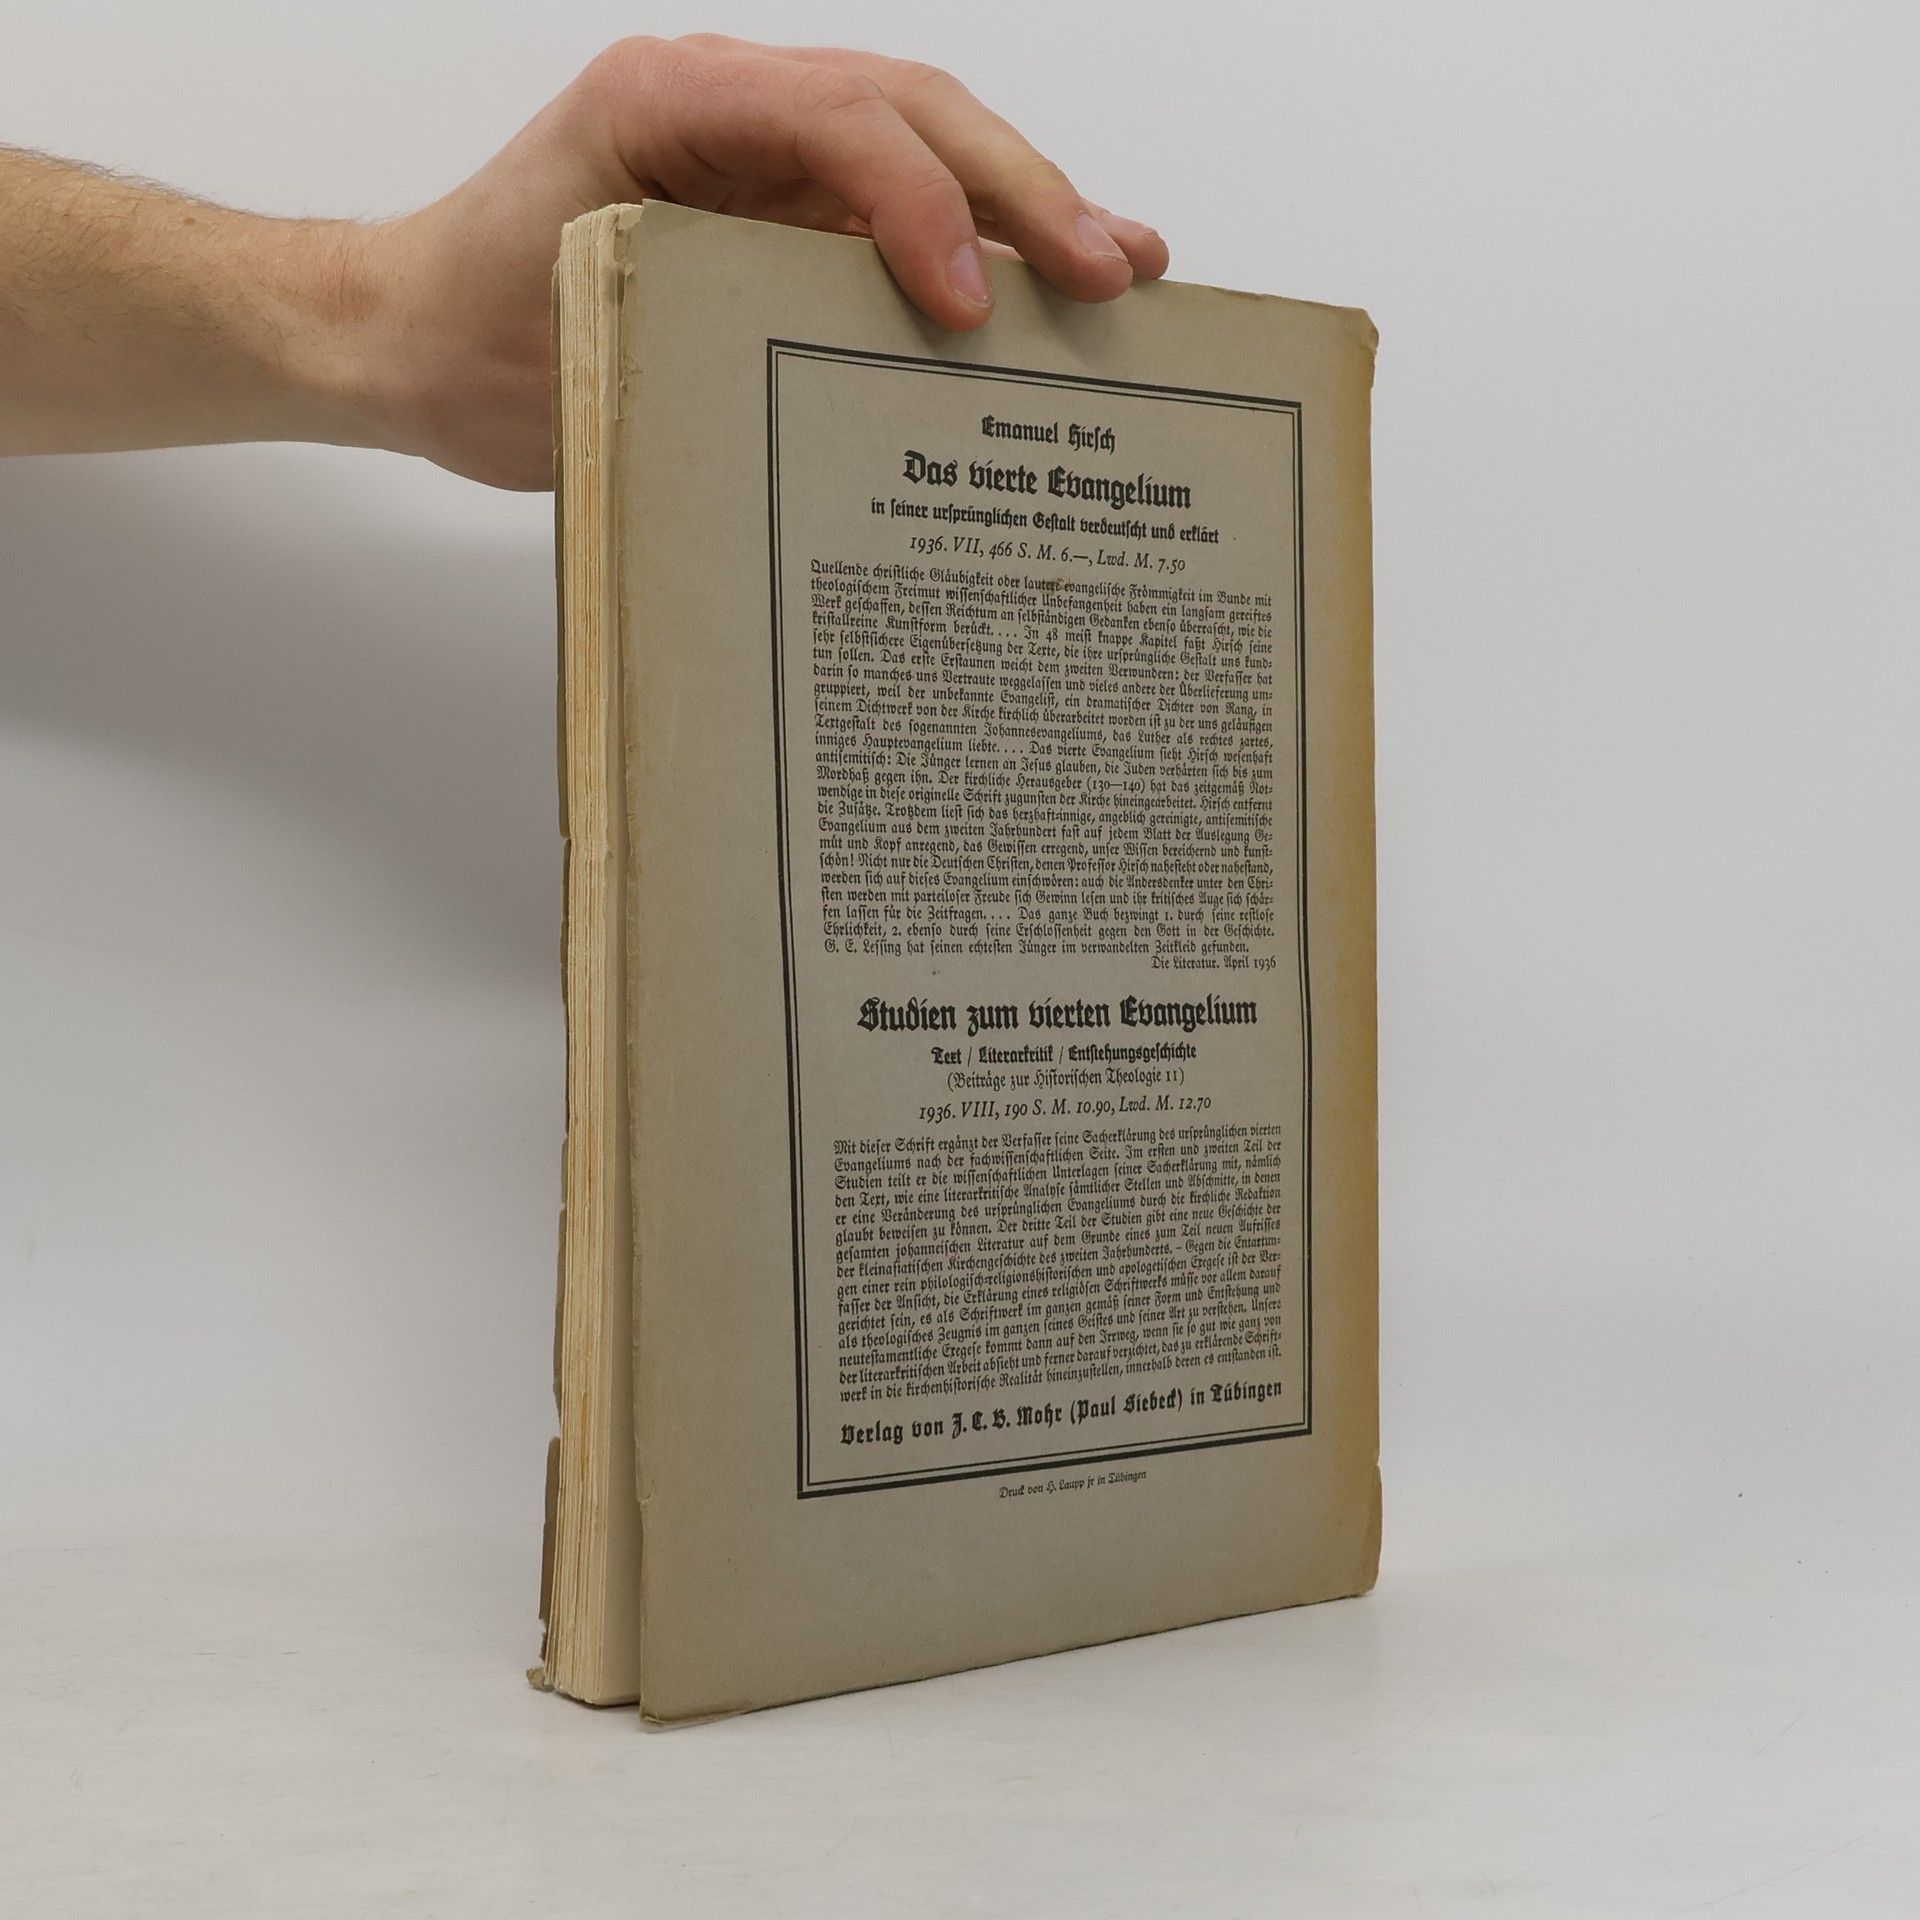 Emanuel Hirsch
Das vierte Evangelium
in seiner ursprünglichen Gestalt verdeutscht und erklärt
1936. VII, 466 S. M. 6.—, Lwd. M. 7.50
Quellende christliche Gläubigkeit oder lautere evangelische Frömmigkeit im Bunde mit
theologischem Freimut wissenschaftlicher Unbefangenheit haben ein langsam gereiftes
Werk geschaffen, dessen Reichtum an selbständigen Gedanken ebenso überrascht, wie die
kristallreine Kunstform berückt. . . . In 48 meist knappe Kapitel faßt Hirsch seine
sehr selbstsichere Eigenübersetzung der Texte, die ihre ursprüngliche Gestalt uns kund-
tun sollen. Das erste Erstaunen weicht dem zweiten Verwundern: der Verfasser hat
darin so manches uns Vertraute weggelassen und vieles andere der Überlieferung um-
gruppiert, weil der unbekannte Evangelist, ein dramatischer Dichter von Rang, in
seinem Dichtwerk von der Kirche kirchlich überarbeitet worden ist zu der uns geläufigen
Textgestalt des sogenannten Johannesevangeliums, das Luther als rechtes zartes,
inniges Hauptevangelium liebte. . . . Das vierte Evangelium sieht Hirsch wesenhaft
antisemitisch: Die Jünger lernen an Jesus glauben, die Juden verhärten sich bis zum
Mordhaß gegen ihn. Der kirchliche Herausgeber (130—140) hat das zeitgemäß Not-
wendige in diese originelle Schrift zugunsten der Kirche hineingearbeitet. Hirsch entfernt
die Zusätze. Trotzdem liest sich das herzhaft-innige, angeblich gereinigte, antisemitische
Evangelium aus dem zweiten Jahrhundert fast auf jedem Blatt der Auslegung Ge-
müt und Kopf anregend, das Gewissen erregend, unser Wissen bereichernd und kunst-
schön! Nicht nur die Deutschen Christen, denen Professor Hirsch nahesteht oder nahestand,
werden sich auf dieses Evangelium einschwören: auch die Andersdenker unter den Chri-
sten werden mit parteiloser Freude sich Gewinn lesen und ihr kritisches Auge sich schär-
fen lassen für die Zeitfragen. . . . Das ganze Buch bezwingt 1. durch seine restlose
Ehrlichkeit, 2. ebenso durch seine Erschlossenheit gegen den Gott in der Geschichte.
G. E. Lessing hat seinen echtesten Jünger im verwandelten Zeitkleid gefunden.
Die Literatur. April 1936
Studien zum vierten Evangelium
Text / Literarkritik / Entstehungsgeschichte
(Beiträge zur Historischen Theologie 11)
1936. VIII, 190 S. M. 10.90, Lwd. M. 12.70
Mit dieser Schrift ergänzt der Verfasser seine Sacherklärung des ursprünglichen vierten
Evangeliums nach der fachwissenschaftlichen Seite. Im ersten und zweiten Teil der
Studien teilt er die wissenschaftlichen Unterlagen seiner Sacherklärung mit, nämlich
den Text, wie eine literarkritische Analyse sämtlicher Stellen und Abschnitte, in denen
er eine Veränderung des ursprünglichen Evangeliums durch die kirchliche Redaktion
glaubt beweisen zu können. Der dritte Teil der Studien gibt eine neue Geschichte der
gesamten johanneischen Literatur auf dem Grunde eines zum Teil neuen Aufrisses
der kleinasiatischen Kirchengeschichte des zweiten Jahrhunderts. – Gegen die Entartun-
gen einer rein philologisch-religionshistorischen und apologetischen Exegese ist der Ver-
fasser der Ansicht, die Erklärung eines religiösen Schriftwerks müsse vor allem darauf
gerichtet sein, es als Schriftwerk im ganzen gemäß seiner Form und Entstehung und
als theologisches Zeugnis im ganzen seines Geistes und seiner Art zu verstehen. Unsere
neutestamentliche Exegese kommt dann auf den Irrweg, wenn sie so gut wie ganz von
der literarkritischen Arbeit absieht und ferner darauf verzichtet, das zu erklärende Schrift-
werk in die kirchenhistorische Realität hineinzustellen, innerhalb deren es entstanden ist.
Verlag von J. C. B. Mohr (Paul Siebeck) in Tübingen
Druck von H. Laupp jr in Tübingen